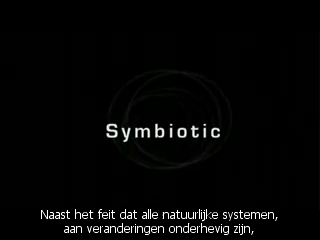 Symbiotic
Naast het feit dat alle natuurlijke systemen,
aan veranderingen onderhevig zijn,